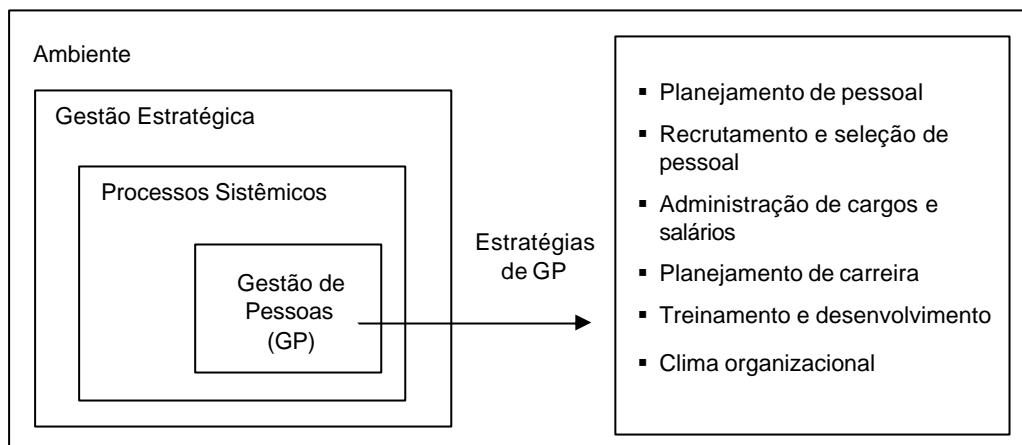 Ambiente
Gestão Estratégica
Processos Sistêmicos
Gestão de
Pessoas
(GP)
Estratégias
de GP
▪ Planejamento de pessoal
▪ Recrutamento e seleção de
pessoal
▪ Administração de cargos e
salários
▪ Planejamento de carreira
▪ Treinamento e desenvolvimento
▪ Clima organizacional